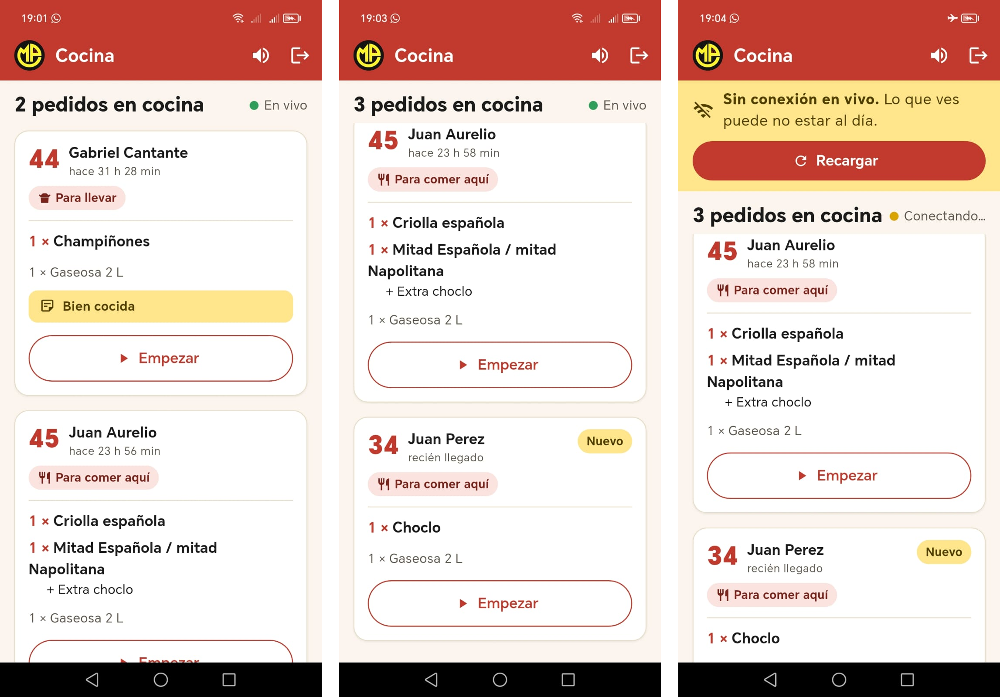 19:01
Cocina
2 pedidos en cocina
En vivo
44
Gabriel Cantante
hace 31 h 28 min
Para llevar
1 × Champiñones
1 × Gaseosa 2 L
Bien cocida
Empezar
45
Juan Aurelio
hace 23 h 56 min
Para comer aquí
1 × Criolla española
1 × Mitad Española / mitad
Napolitana
+ Extra choclo
1 × Gaseosa 2 L
Empezar
19:03
Cocina
3 pedidos en cocina
En vivo
45
Juan Aurelio
hace 23 h 58 min
Para comer aquí
1 × Criolla española
1 × Mitad Española / mitad
Napolitana
+ Extra choclo
1 × Gaseosa 2 L
Empezar
34
Juan Perez
Nuevo
recién llegado
Para comer aquí
1 × Choclo
1 × Gaseosa 2 L
Empezar
19:04
Cocina
Sin conexión en vivo. Lo que ves
puede no estar al día.
Recargar
3 pedidos en cocina
Conectando...
45
Juan Aurelio
hace 23 h 58 min
Para comer aquí
1 × Criolla española
1 × Mitad Española / mitad
Napolitana
+ Extra choclo
1 × Gaseosa 2 L
Empezar
34
Juan Perez
Nuevo
recién llegado
Para comer aquí
1 × Choclo